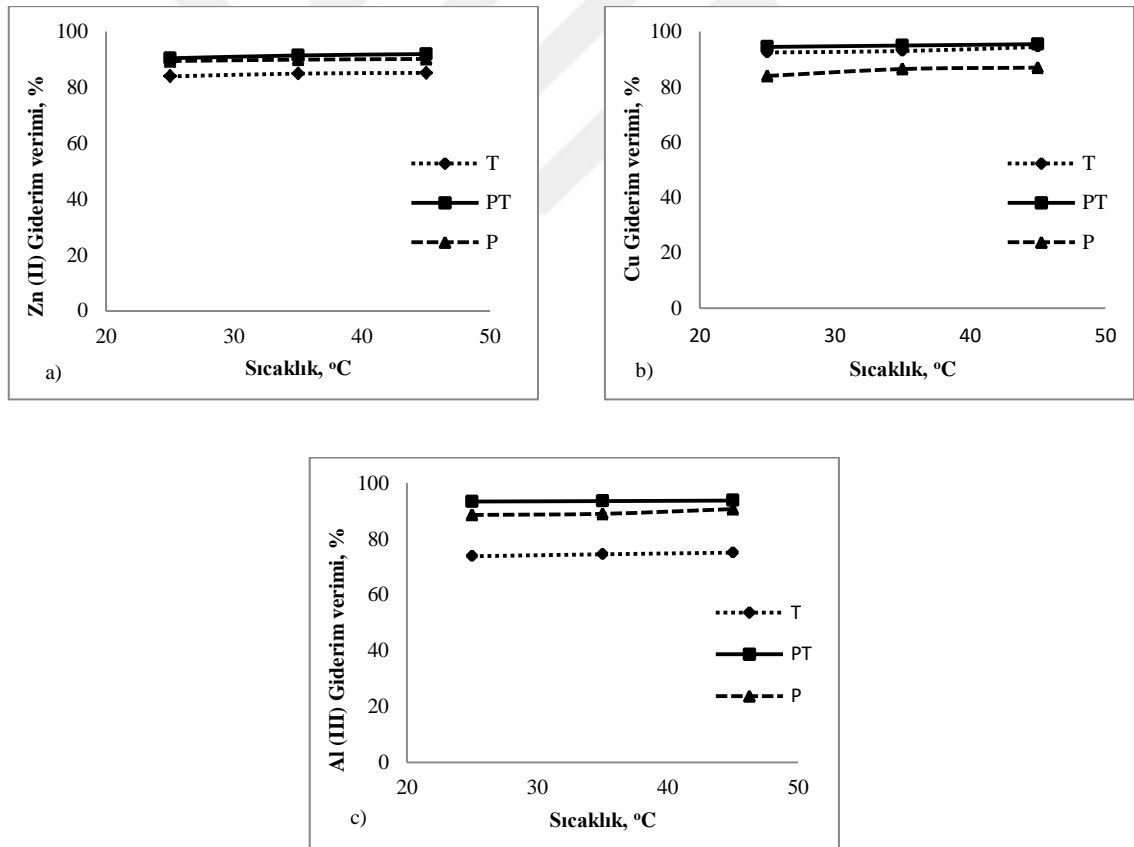 Zn (II) Giderim verimi, %
100
80
60
40
20
0
20
30
40
50
Sıcaklık, ᵒC
T
PT
P
a)
Cu Giderim verimi, %
100
80
60
40
20
0
20
30
40
50
Sıcaklık, ᵒC
T
PT
P
b)
Al (III) Giderim verimi, %
100
80
60
40
20
0
20
30
40
50
Sıcaklık, ᵒC
T
PT
P
c)